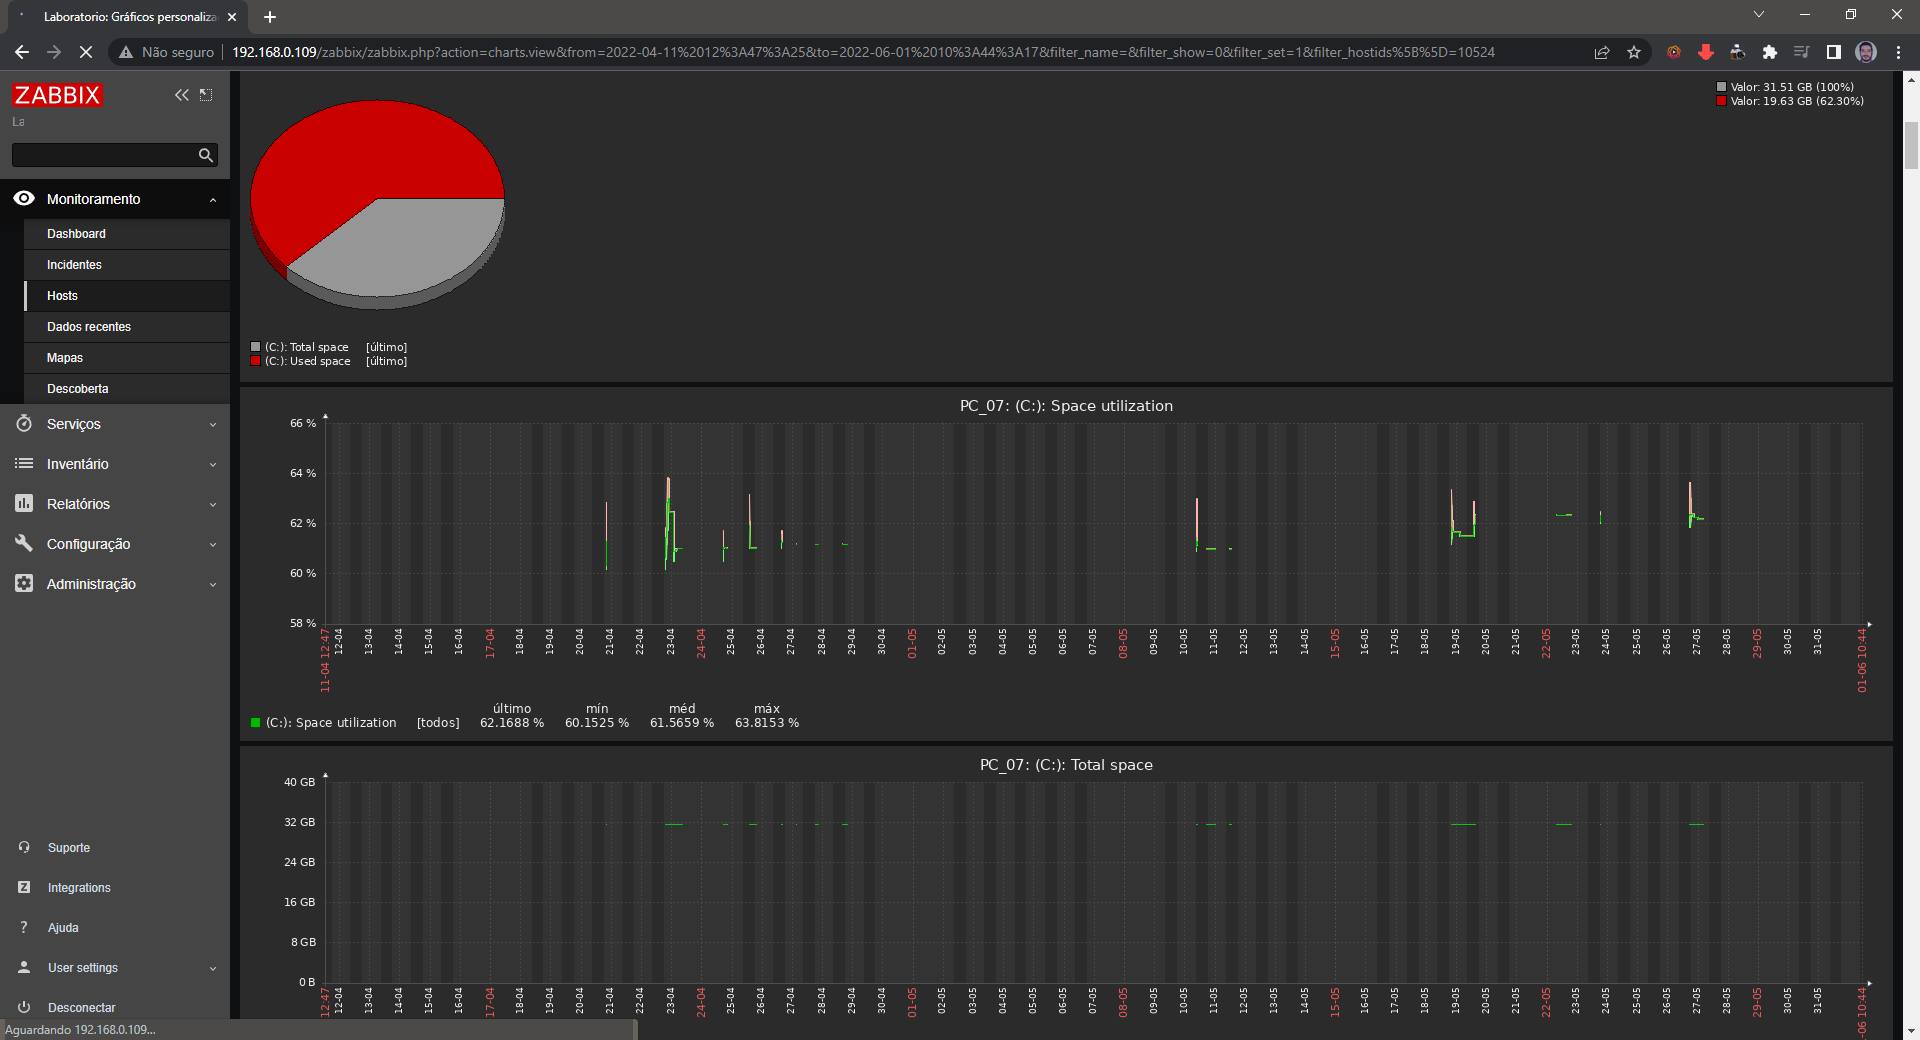 Laboratorio: Gráficos personaliza
Não seguro
192.168.0.109/zabbix/zabbix.php?action=charts.view&from=2022-04-11%2012%3A47%3A25&to=2022-06-01%2010%3A44%3A17&filter_name=&filter_show=0&filter_set=1&filter_hostids%5B%5D=10524
ZABBIX
La
Monitoramento
Dashboard
Incidentes
Hosts
Dados recentes
Mapas
Descoberta
Serviços
Inventário
Relatórios
Configuração
Administração
Suporte
Integrations
Ajuda
User settings
Desconectar
Aguardando 192.168.0.109...
Valor: 31.51 GB (100%)
Valor: 19.63 GB (62.30%)
(C:): Total space [último]
(C:): Used space [último]
PC_07: (C:): Space utilization
66 %
64 %
62 %
60 %
58 %
11-04 12:47 12-04 13-04 14-04 15-04 16-04 17-04 18-04 19-04 20-04 21-04 22-04 23-04 24-04 25-04 26-04 27-04 28-04 29-04 30-04 01-05 02-05 03-05 04-05 05-05 06-05 07-05 08-05 09-05 10-05 11-05 12-05 13-05 14-05 15-05 16-05 17-05 18-05 19-05 20-05 21-05 22-05 23-05 24-05 25-05 26-05 27-05 28-05 29-05 30-05 31-05 01-06 10:44
último mín méd máx
(C:): Space utilization [todos] 62.1688 % 60.1525 % 61.5659 % 63.8153 %
PC_07: (C:): Total space
40 GB
32 GB
24 GB
16 GB
8 GB
0 B
12:47 12-04 13-04 14-04 15-04 16-04 17-04 18-04 19-04 20-04 21-04 22-04 23-04 24-04 25-04 26-04 27-04 28-04 29-04 30-04 01-05 02-05 03-05 04-05 05-05 06-05 07-05 08-05 09-05 10-05 11-05 12-05 13-05 14-05 15-05 16-05 17-05 18-05 19-05 20-05 21-05 22-05 23-05 24-05 25-05 26-05 27-05 28-05 29-05 30-05 31-05 -06 10:44